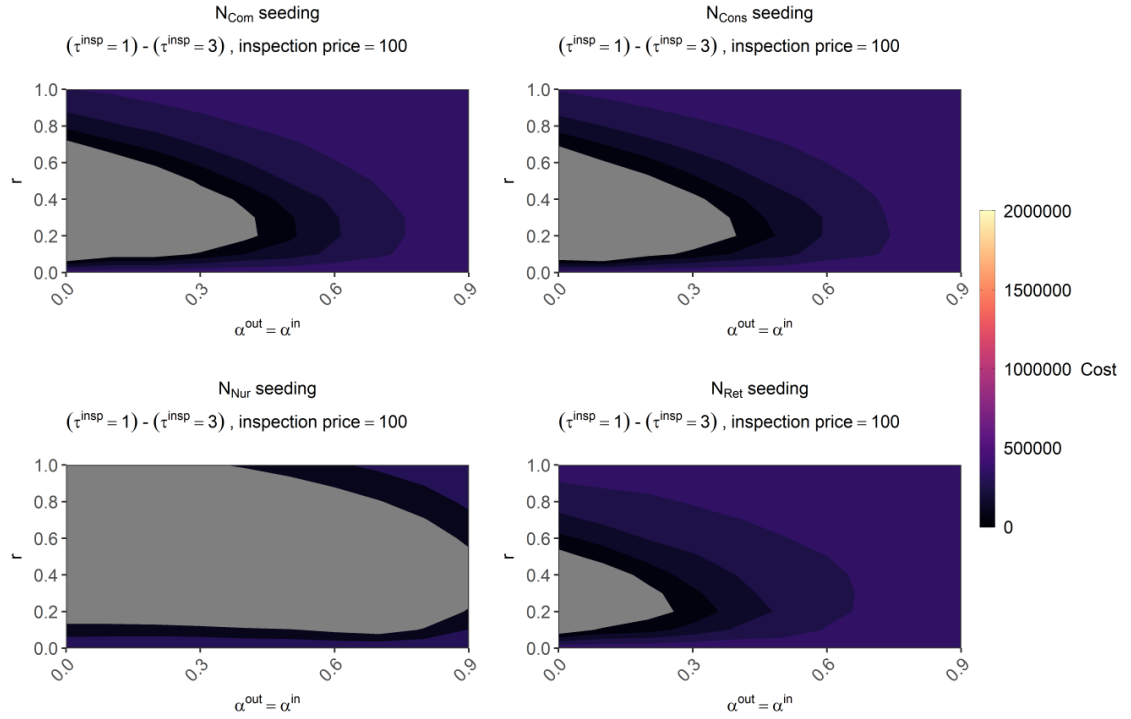 N_Com seeding
(τ^insp = 1) - (τ^insp = 3) , inspection price = 100
1.0
0.8
0.6
0.4
0.2
0.0
r
0.0
0.3
0.6
0.9
α^out = α^in
N_Cons seeding
(τ^insp = 1) - (τ^insp = 3) , inspection price = 100
1.0
0.8
0.6
0.4
0.2
0.0
r
0.0
0.3
0.6
0.9
α^out = α^in
N_Nur seeding
(τ^insp = 1) - (τ^insp = 3) , inspection price = 100
1.0
0.8
0.6
0.4
0.2
0.0
r
0.0
0.3
0.6
0.9
α^out = α^in
N_Ret seeding
(τ^insp = 1) - (τ^insp = 3) , inspection price = 100
1.0
0.8
0.6
0.4
0.2
0.0
r
0.0
0.3
0.6
0.9
α^out = α^in
2000000
1500000
1000000
500000
0
Cost